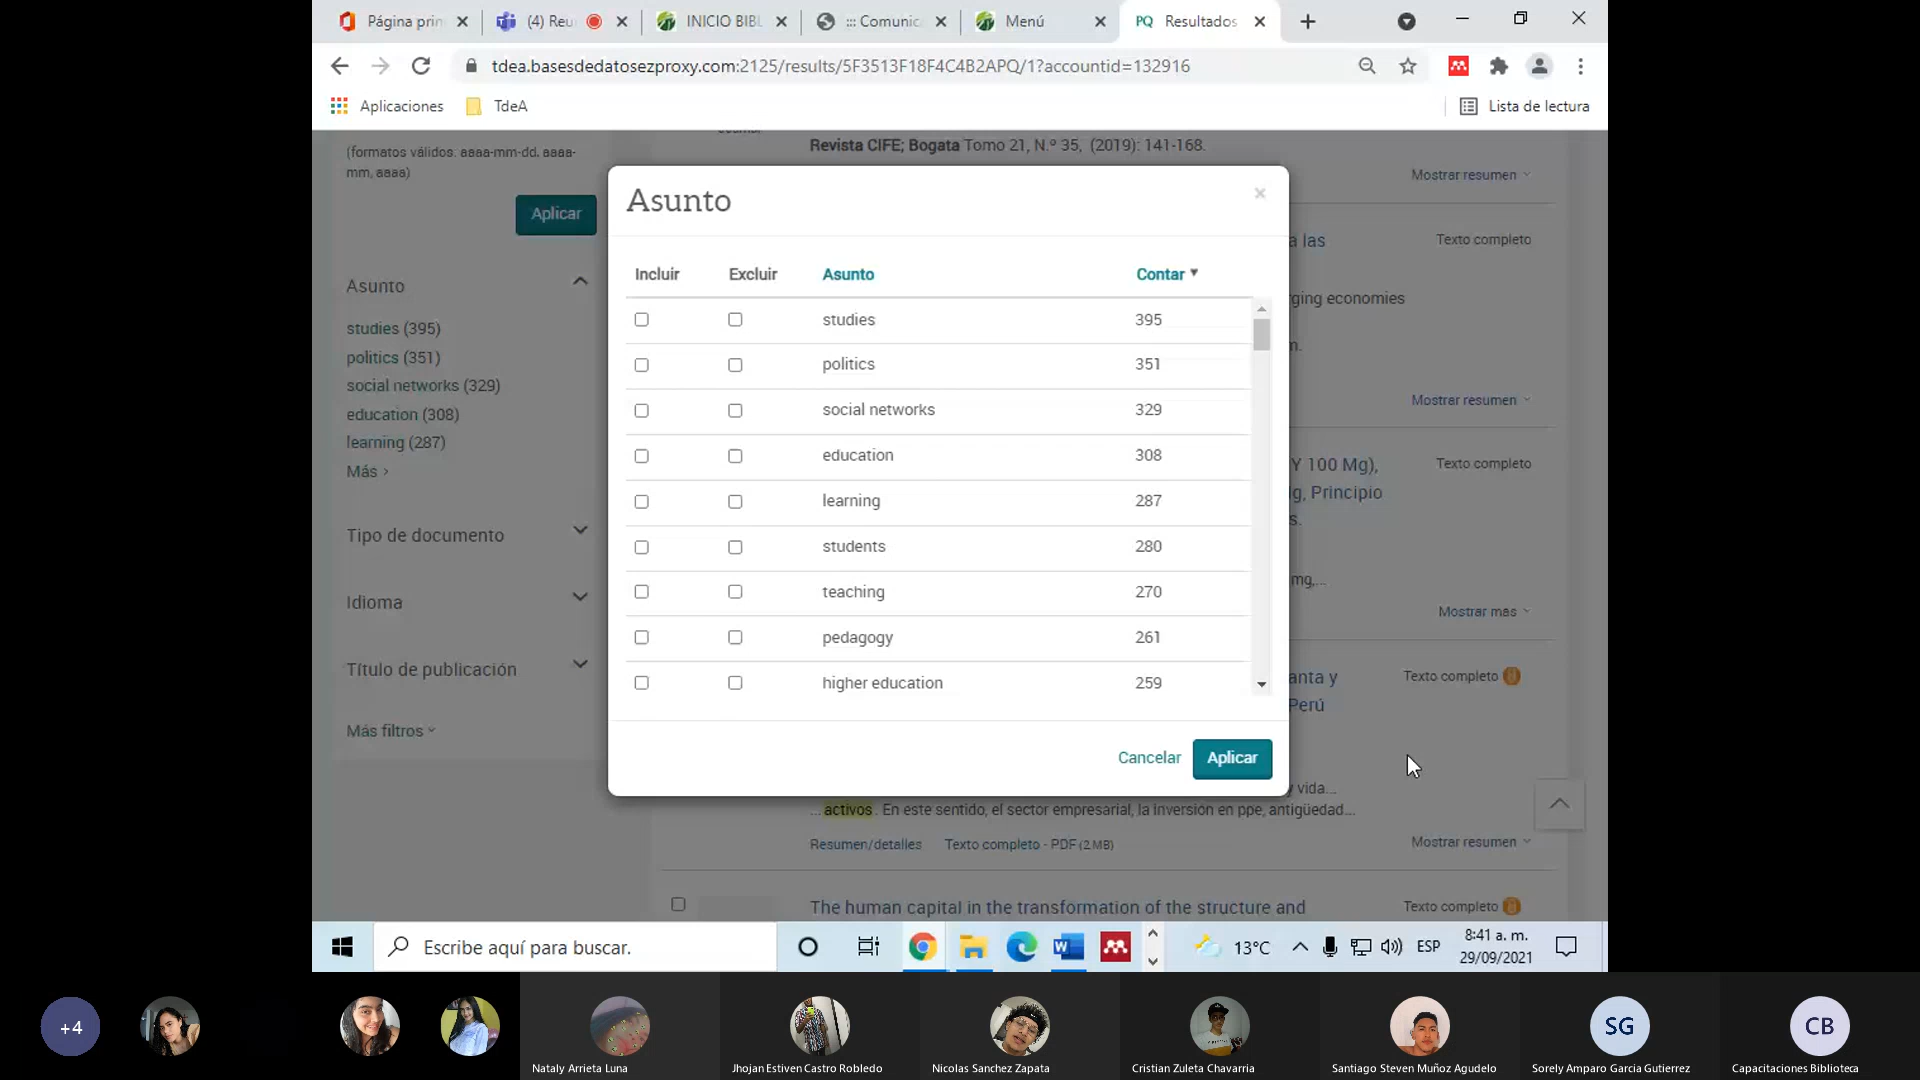 Página prin
(4) Reu
INICIO BIBL
::: Comunic
Menú
PQ Resultados
tdea.basesdedatosezproxy.com:2125/results/5F3513F18F4C4B2APQ/1?accountid=132916
Aplicaciones
TdeA
Lista de lectura
(formatos válidos: aaaa-mm-dd, aaaa-
mm, aaaa)
Aplicar
Asunto
studies (395)
politics (351)
social networks (329)
education (308)
learning (287)
Más
Tipo de documento
Idioma
Título de publicación
Más filtros
Revista CIFE; Bogata Tomo 21, N.º 35, (2019): 141-168.
Mostrar resumen
a las
Texto completo
rging economies
m.
Mostrar resumen
Y 100 Mg),
Texto completo
Ig, Principio
s.
mg,...
Mostrar más
anta y
Texto completo
Perú
y vida...
... activos. En este sentido, el sector empresarial, la inversión en ppe, antigüedad...
Resumen/detalles
Texto completo - PDF (2 MB)
Mostrar resumen
The human capital in the transformation of the structure and
Texto completo
Asunto
×
Incluir Excluir Asunto Contar
studies 395
politics 351
social networks 329
education 308
learning 287
students 280
teaching 270
pedagogy 261
higher education 259
Cancelar
Aplicar
Escribe aquí para buscar.
13°C
ESP
8:41 a. m.
29/09/2021
+4
Nataly Arrieta Luna
Jhojan Estiven Castro Robledo
Nicolas Sanchez Zapata
Cristian Zuleta Chavarria
Santiago Steven Muñoz Agudelo
SG
Sorely Amparo Garcia Gutierrez
CB
Capacitaciones Biblioteca